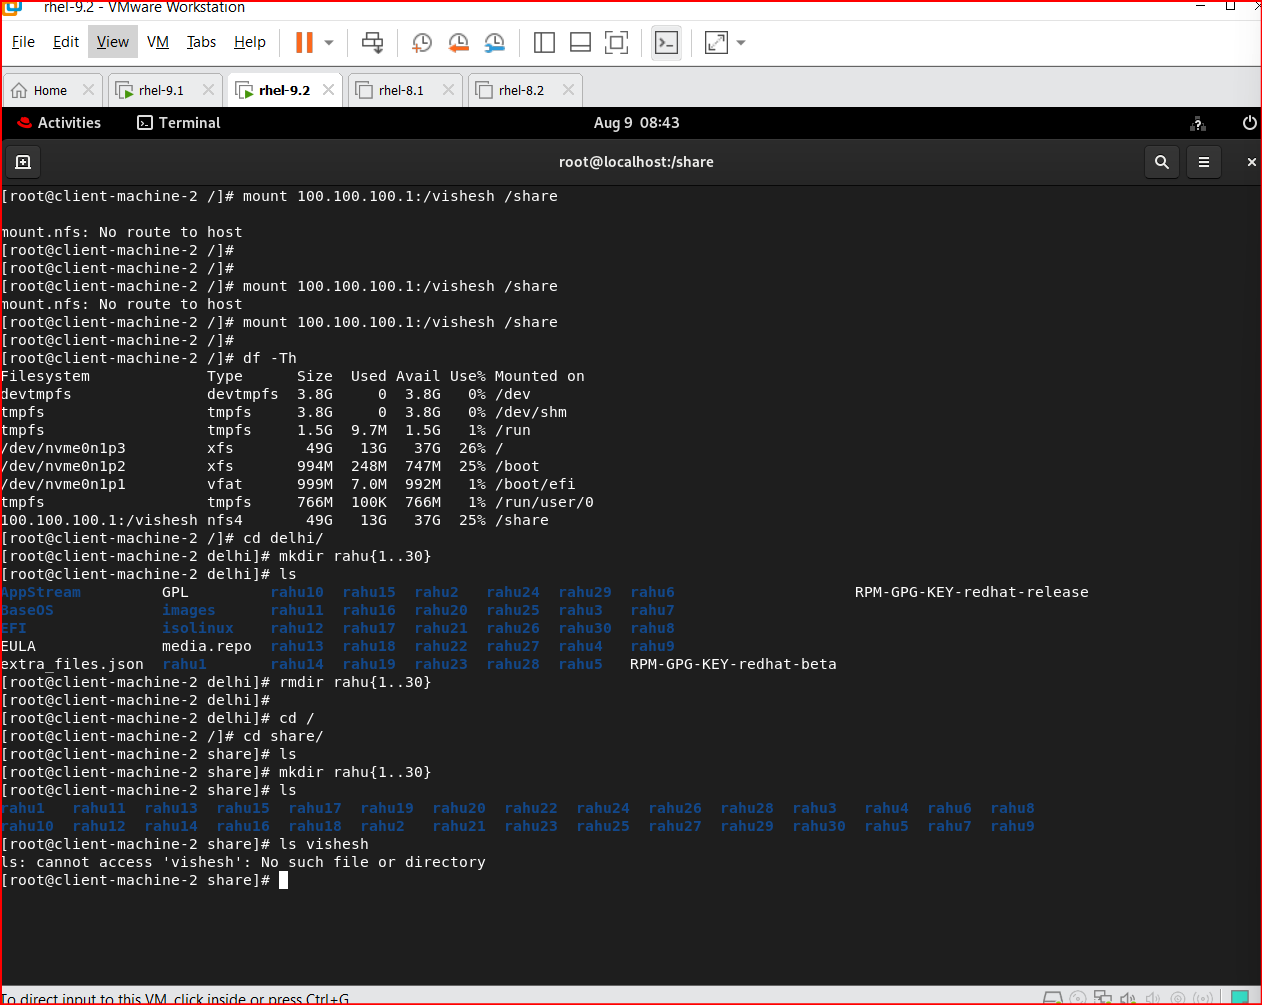 rhel-9.2 - VMware Workstation
File Edit View VM Tabs Help
Home rhel-9.1 rhel-9.2 rhel-8.1 rhel-8.2
Activities Terminal Aug 9 08:43
root@localhost:/share
[root@client-machine-2 /]# mount 100.100.100.1:/vishesh /share
mount.nfs: No route to host
[root@client-machine-2 /]#
[root@client-machine-2 /]#
[root@client-machine-2 /]# mount 100.100.100.1:/vishesh /share
mount.nfs: No route to host
[root@client-machine-2 /]# mount 100.100.100.1:/vishesh /share
[root@client-machine-2 /]#
[root@client-machine-2 /]# df -Th
Filesystem Type Size Used Avail Use% Mounted on
devtmpfs devtmpfs 3.8G 0 3.8G 0% /dev
tmpfs tmpfs 3.8G 0 3.8G 0% /dev/shm
tmpfs tmpfs 1.5G 9.7M 1.5G 1% /run
/dev/nvme0n1p3 xfs 49G 13G 37G 26% /
/dev/nvme0n1p2 xfs 994M 248M 747M 25% /boot
/dev/nvme0n1p1 vfat 999M 7.0M 992M 1% /boot/efi
tmpfs tmpfs 766M 100K 766M 1% /run/user/0
100.100.100.1:/vishesh nfs4 49G 13G 37G 25% /share
[root@client-machine-2 /]# cd delhi/
[root@client-machine-2 delhi]# mkdir rahu{1..30}
[root@client-machine-2 delhi]# ls
AppStream GPL rahu10 rahu15 rahu2 rahu24 rahu29 rahu6 RPM-GPG-KEY-redhat-release
BaseOS images rahu11 rahu16 rahu20 rahu25 rahu3 rahu7
EFI isolinux rahu12 rahu17 rahu21 rahu26 rahu30 rahu8
EULA media.repo rahu13 rahu18 rahu22 rahu27 rahu4 rahu9
extra_files.json rahu1 rahu14 rahu19 rahu23 rahu28 rahu5 RPM-GPG-KEY-redhat-beta
[root@client-machine-2 delhi]# rmdir rahu{1..30}
[root@client-machine-2 delhi]#
[root@client-machine-2 delhi]# cd /
[root@client-machine-2 /]# cd share/
[root@client-machine-2 share]# ls
[root@client-machine-2 share]# mkdir rahu{1..30}
[root@client-machine-2 share]# ls
rahu1 rahu11 rahu13 rahu15 rahu17 rahu19 rahu20 rahu22 rahu24 rahu26 rahu28 rahu3 rahu4 rahu6 rahu8
rahu10 rahu12 rahu14 rahu16 rahu18 rahu2 rahu21 rahu23 rahu25 rahu27 rahu29 rahu30 rahu5 rahu7 rahu9
[root@client-machine-2 share]# ls vishesh
ls: cannot access 'vishesh': No such file or directory
[root@client-machine-2 share]#
To direct input to this VM, click inside or press Ctrl+G.